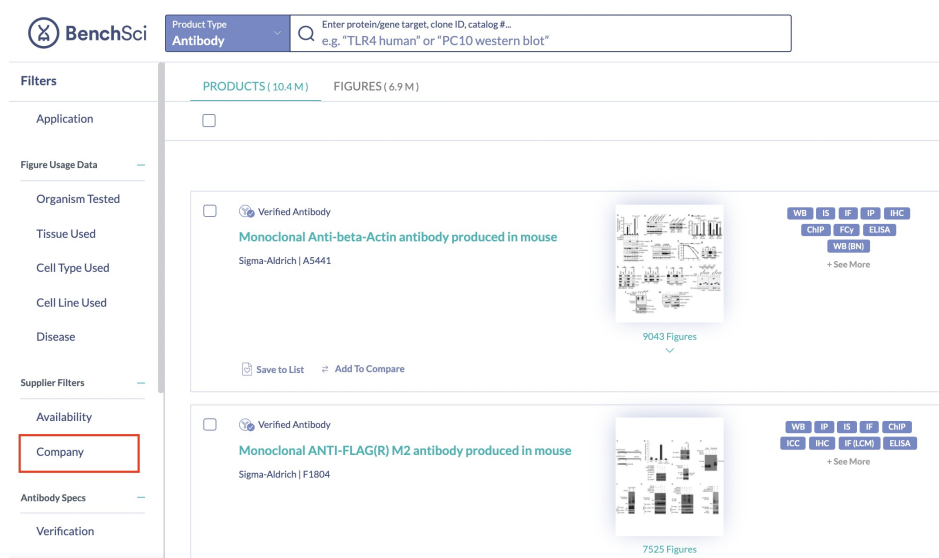 BenchSci
Product Type
Antibody
Enter protein/gene target, clone ID, catalog #...
e.g. “TLR4 human” or “PC10 western blot”
Filters
Application
Figure Usage Data
Organism Tested
Tissue Used
Cell Type Used
Cell Line Used
Disease
Supplier Filters
Availability
Company
Antibody Specs
Verification
PRODUCTS ( 10.4 M ) FIGURES ( 6.9 M )
Verified Antibody
Monoclonal Anti-beta-Actin antibody produced in mouse
Sigma-Aldrich | A5441
9043 Figures
WB IS IF IP IHC
ChIP FCy ELISA
WB (BN)
+ See More
Save to List Add To Compare
Verified Antibody
Monoclonal ANTI-FLAG(R) M2 antibody produced in mouse
Sigma-Aldrich | F1804
7525 Figures
WB IP IS IF ChIP
ICC IHC IF (LCM) ELISA
+ See More